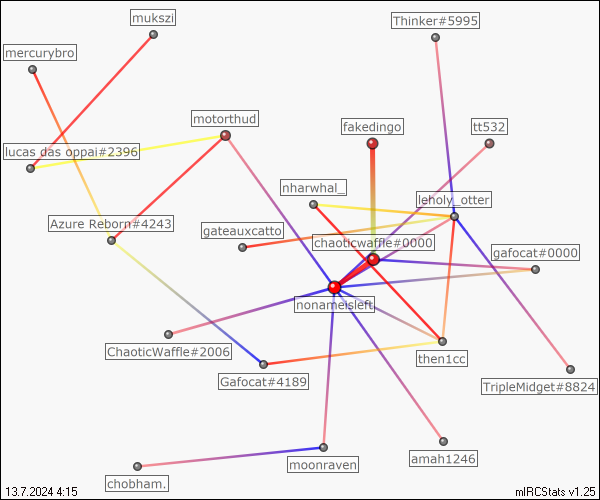 mukszi
Thinker#5995
mercurybro
motorthud
fakedingo
tt532
lucas das oppai#2396
nharwhal_
leholy_otter
Azure Reborn#4243
gateauxcatto
chaoticwaffle#0000
gafocat#0000
nonameisleft
ChaoticWaffle#2006
then1cc
Gafocat#4189
TripleMidget#8824
amah1246
moonraven
chobham.
13.7.2024 4:15
mIRCStats v1.25